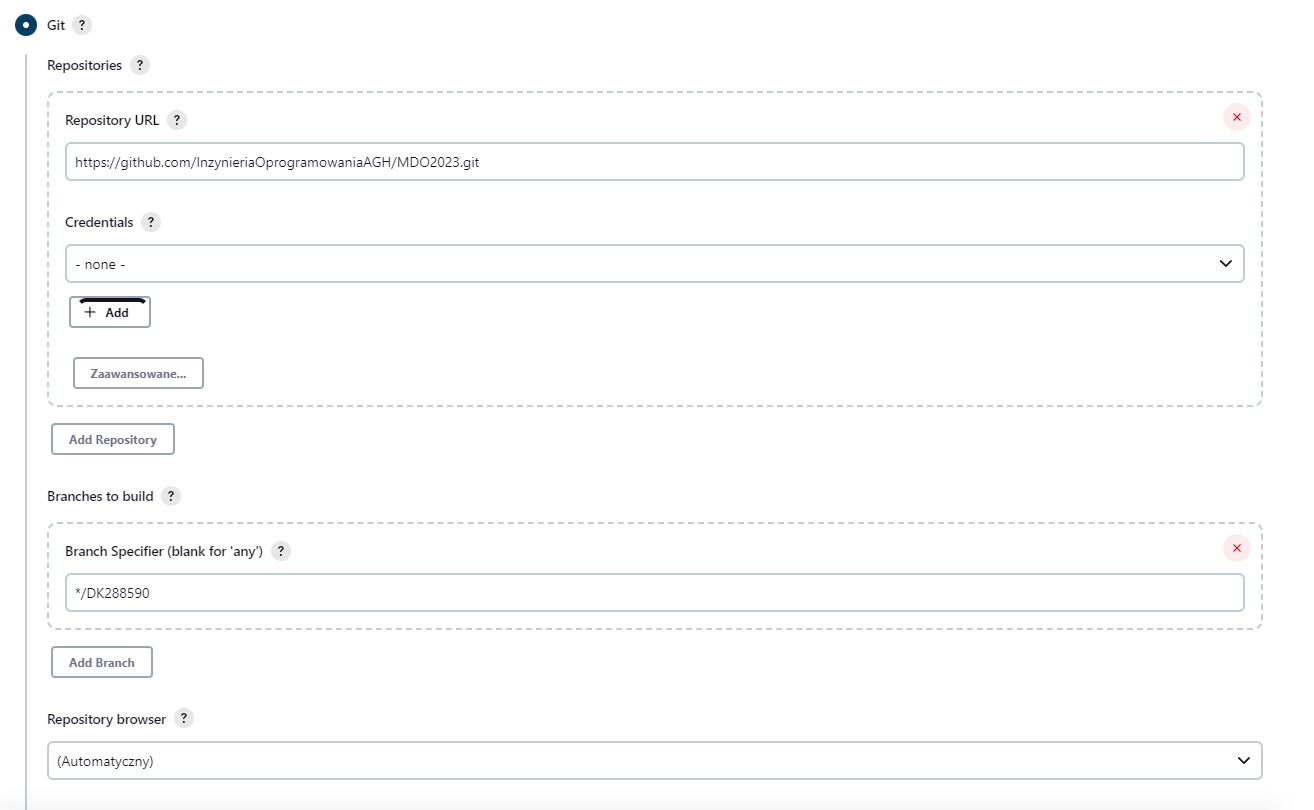 Git ?
Repositories ?
Repository URL ?
https://github.com/InzynieriaOprogramowaniaAGH/MDO2023.git
Credentials ?
- none -
+ Add
Zaawansowane...
Add Repository
Branches to build ?
Branch Specifier (blank for 'any') ?
*/DK288590
Add Branch
Repository browser ?
(Automatyczny)